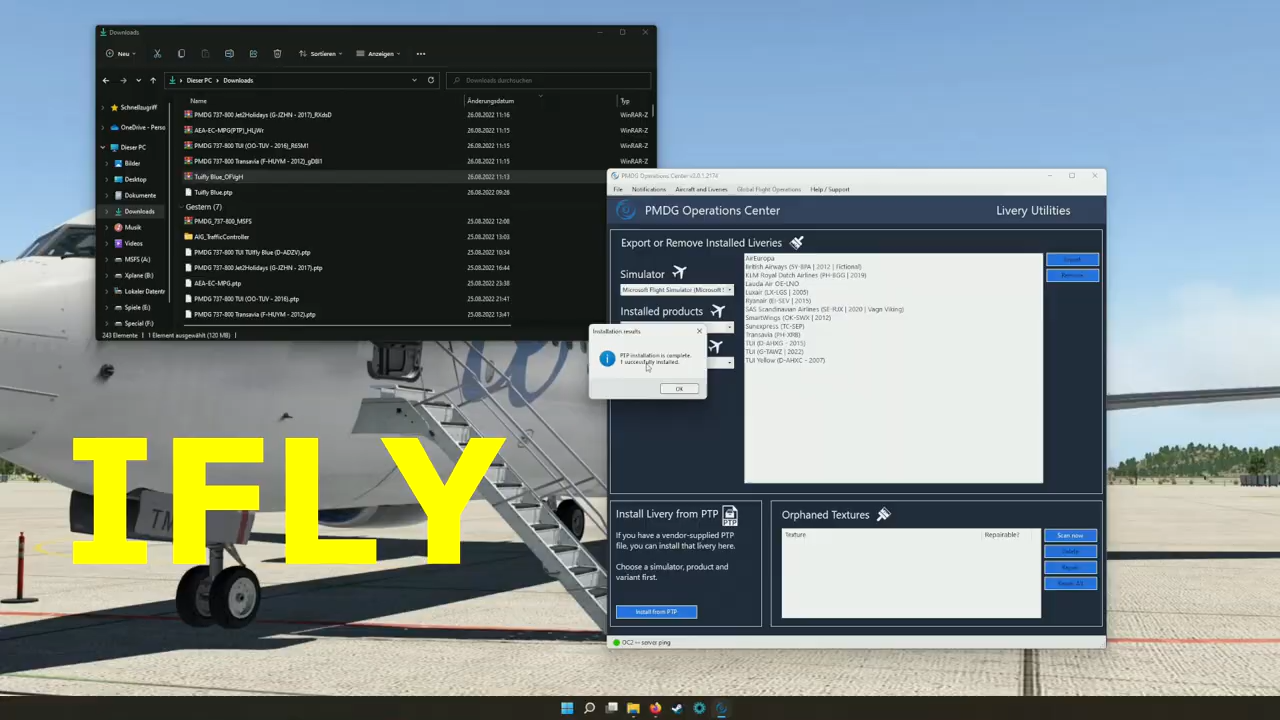 Downloads
Neu
Sortieren
Anzeigen
Dieser PC > Downloads
Downloads durchsuchen
Name
Änderungsdatum
Typ
Schnellzugriff
OneDrive - Perso
Dieser PC
Bilder
Desktop
Dokumente
Downloads
Musik
Videos
MSFS (A:)
Xplane (B:)
Lokaler Datentr
Spiele (E:)
Special (F:)
PMDG 737-800 Jet2Holidays (G-JZHN - 2017)_RXdsD 26.08.2022 11:16 WinRAR-Z
AEA-EC-MPG(PTP)_HLjWr 26.08.2022 11:15 WinRAR-Z
PMDG 737-800 TUI (OO-TUV - 2016)_R65M1 26.08.2022 11:15 WinRAR-Z
PMDG 737-800 Transavia (F-HUYM - 2012)_gDBI1 26.08.2022 11:15 WinRAR-Z
Tuifly Blue_OFVgH 26.08.2022 11:13 WinRAR-Z
Tuifly Blue.ptp 26.08.2022 09:26
Gestern (7)
PMDG_737-800_MSFS 25.08.2022 12:08
AIG_TrafficController 25.08.2022 13:03
PMDG 737-800 TUI TUIfly Blue (D-ADZV).ptp 25.08.2022 10:34
PMDG 737-800 Jet2Holidays (G-JZHN - 2017).ptp 25.08.2022 16:44
AEA-EC-MPG.ptp 25.08.2022 23:38
PMDG 737-800 TUI (OO-TUV - 2016).ptp 25.08.2022 21:41
PMDG 737-800 Transavia (F-HUYM - 2012).ptp 25.08.2022 13:41
243 Elemente 1 Element ausgewählt (120 MB)
PMDG Operations Center v3.0.1.2174
File Notifications Aircraft and Liveries Global Flight Operations Help / Support
PMDG Operations Center
Livery Utilities
Export or Remove Installed Liveries
Simulator
Microsoft Flight Simulator (Microsoft S
Installed products
AirEuropa
British Airways (SY-BPA | 2012 | Fictional)
KLM Royal Dutch Airlines (PH-BGG | 2019)
Lauda Air OE-LNO
Luxair (LX-LGS | 2005)
Ryanair (EI-SEV | 2015)
SAS Scandinavian Airlines (SE-FUX | 2020 | Vagn Viking)
SmartWings (OK-SWX | 2012)
Sunexpress (TC-SEP)
Transavia (PH-XRB)
TUI (D-AHXG - 2015)
TUI (G-TAWZ | 2022)
TUI Yellow (D-AHXC - 2007)
Export
Remove
Installation results
PTP installation is complete.
1 successfully installed.
OK
IFLY
Install Livery from PTP
PTP
If you have a vendor-supplied PTP
file, you can install that livery here.
Choose a simulator, product and
variant first.
Install from PTP
Orphaned Textures
Texture
Repairable?
Scan now
Delete
Repair
OC2 -- server ping